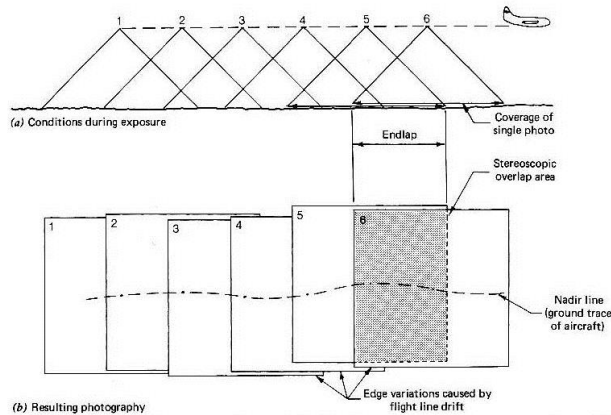 1 2 3 4 5 6
(a) Conditions during exposure
Coverage of
single photo
Endlap
Stereoscopic
overlap area
1
2
3
4
5
6
Nadir line
(ground trace
of aircraft)
Edge variations caused by
flight line drift
(b) Resulting photography